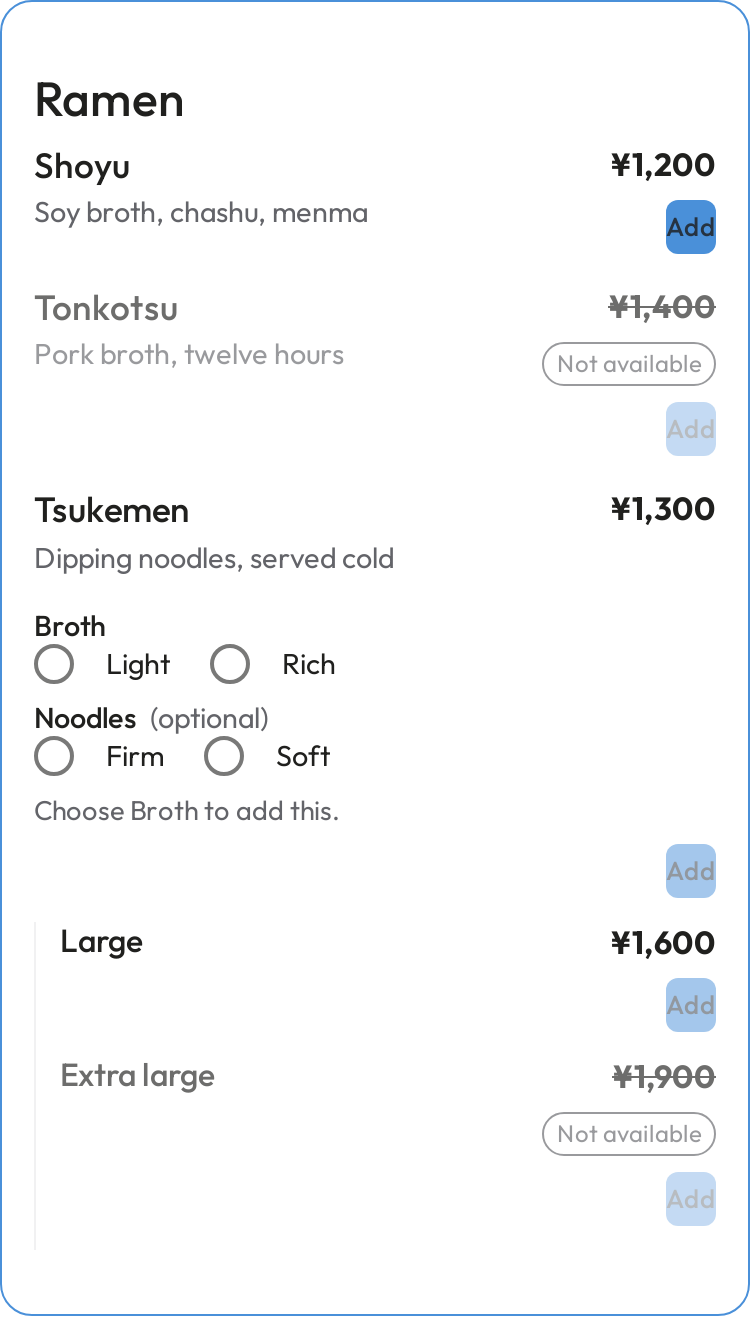 Ramen
Shoyu ¥1,200
Soy broth, chashu, menma
Add
Tonkotsu ¥1,400
Pork broth, twelve hours
Not available
Add
Tsukemen ¥1,300
Dipping noodles, served cold
Broth
Light Rich
Noodles (optional)
Firm Soft
Choose Broth to add this.
Add
Large ¥1,600
Add
Extra large ¥1,900
Not available
Add